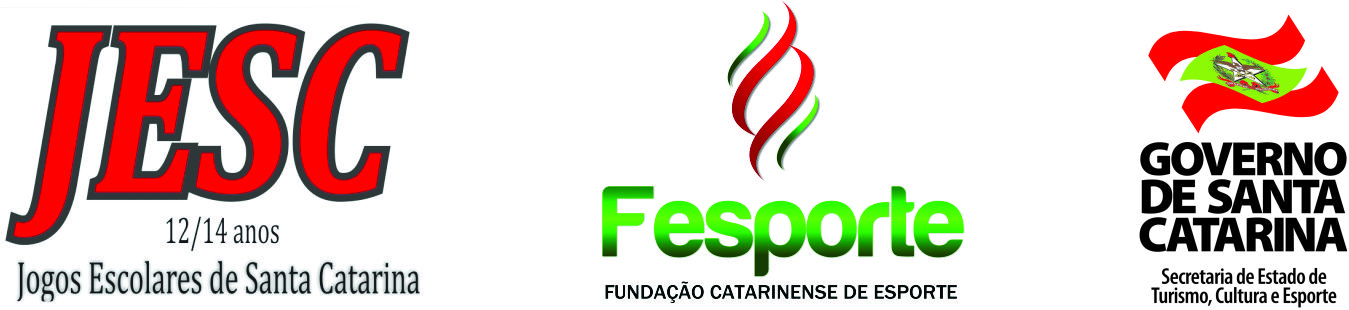 JESC
12/14 anos
Jogos Escolares de Santa Catarina
Fesporte
FUNDAÇÃO CATARINENSE DE ESPORTE
GOVERNO
DE SANTA
CATARINA
Secretaria de Estado de
Turismo, Cultura e Esporte